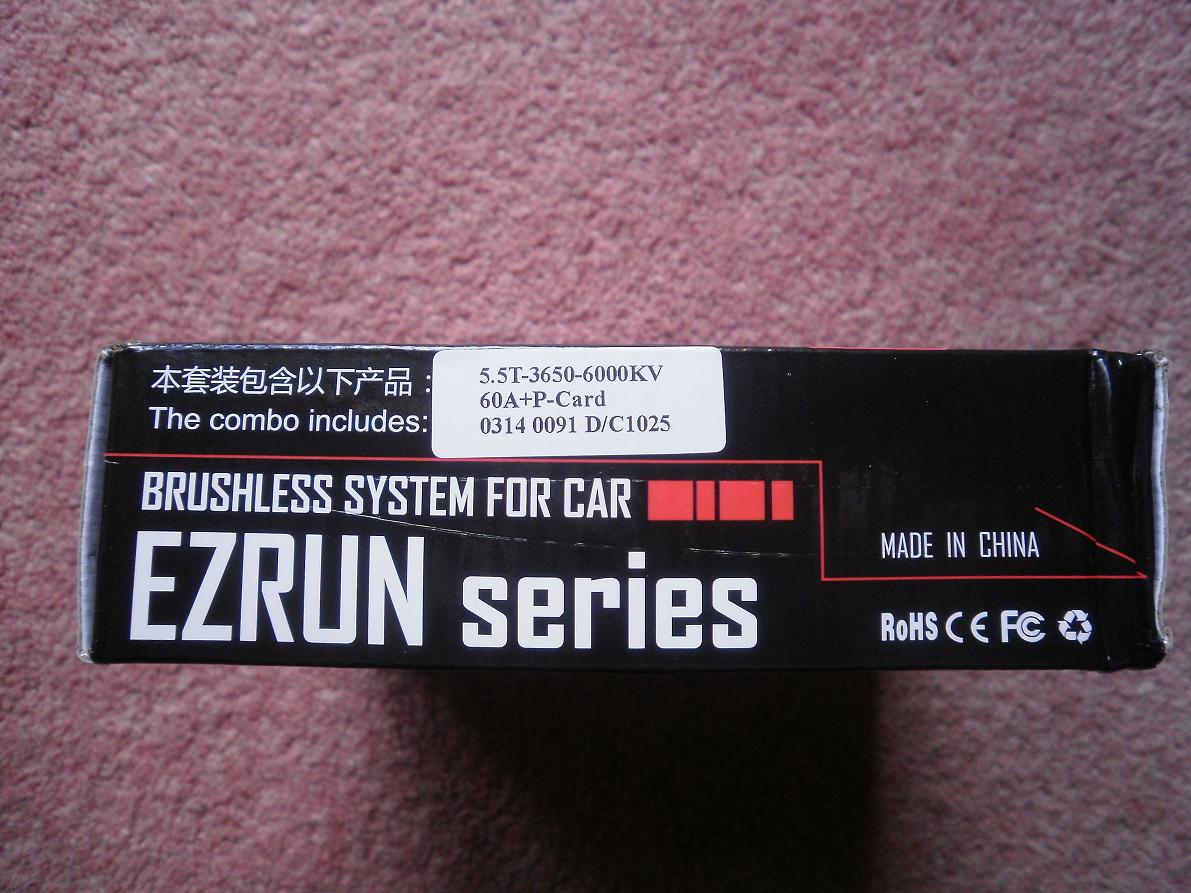 本套装包含以下产品：
The combo includes:
5.5T-3650-6000KV
60A+P-Card
0314 0091 D/C1025
BRUSHLESS SYSTEM FOR CAR
EZRUN series
MADE IN CHINA
RoHS CE FC